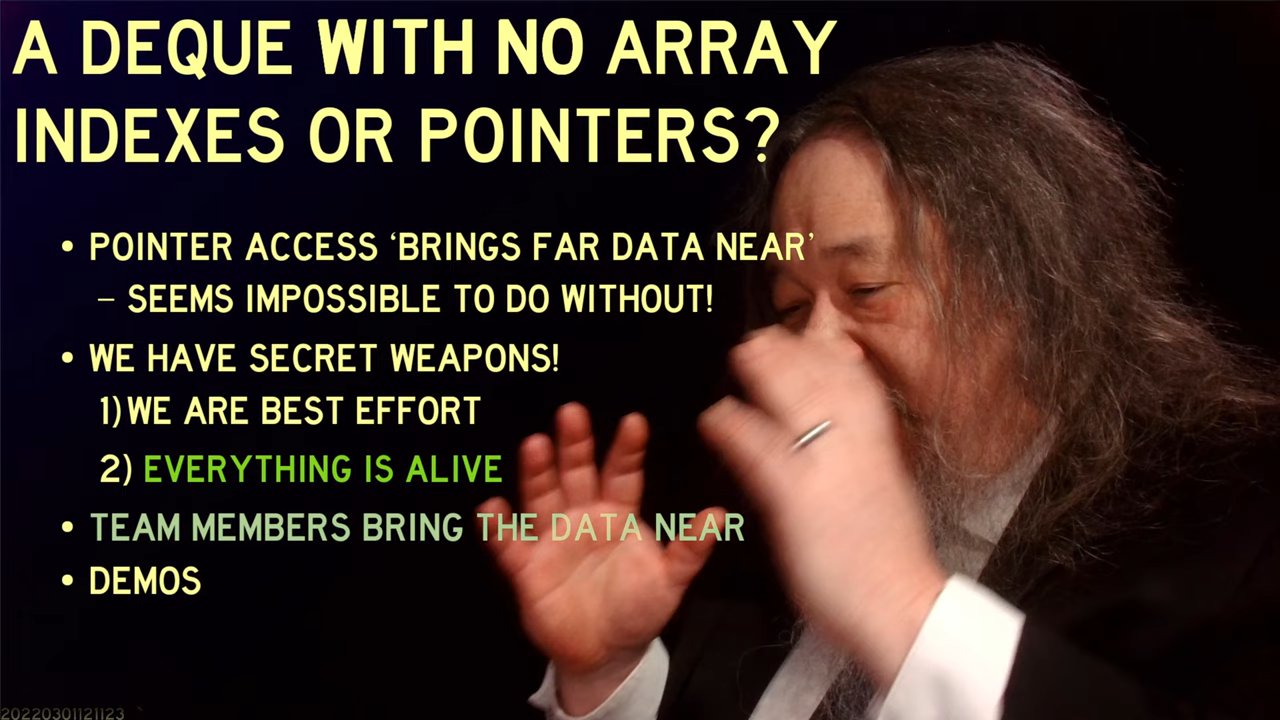 A DEQUE WITH NO ARRAY
INDEXES OR POINTERS?
• POINTER ACCESS ‘BRINGS FAR DATA NEAR’
– SEEMS IMPOSSIBLE TO DO WITHOUT!
• WE HAVE SECRET WEAPONS!
1) WE ARE BEST EFFORT
2) EVERYTHING IS ALIVE
• TEAM MEMBERS BRING THE DATA NEAR
• DEMOS
20220301121123